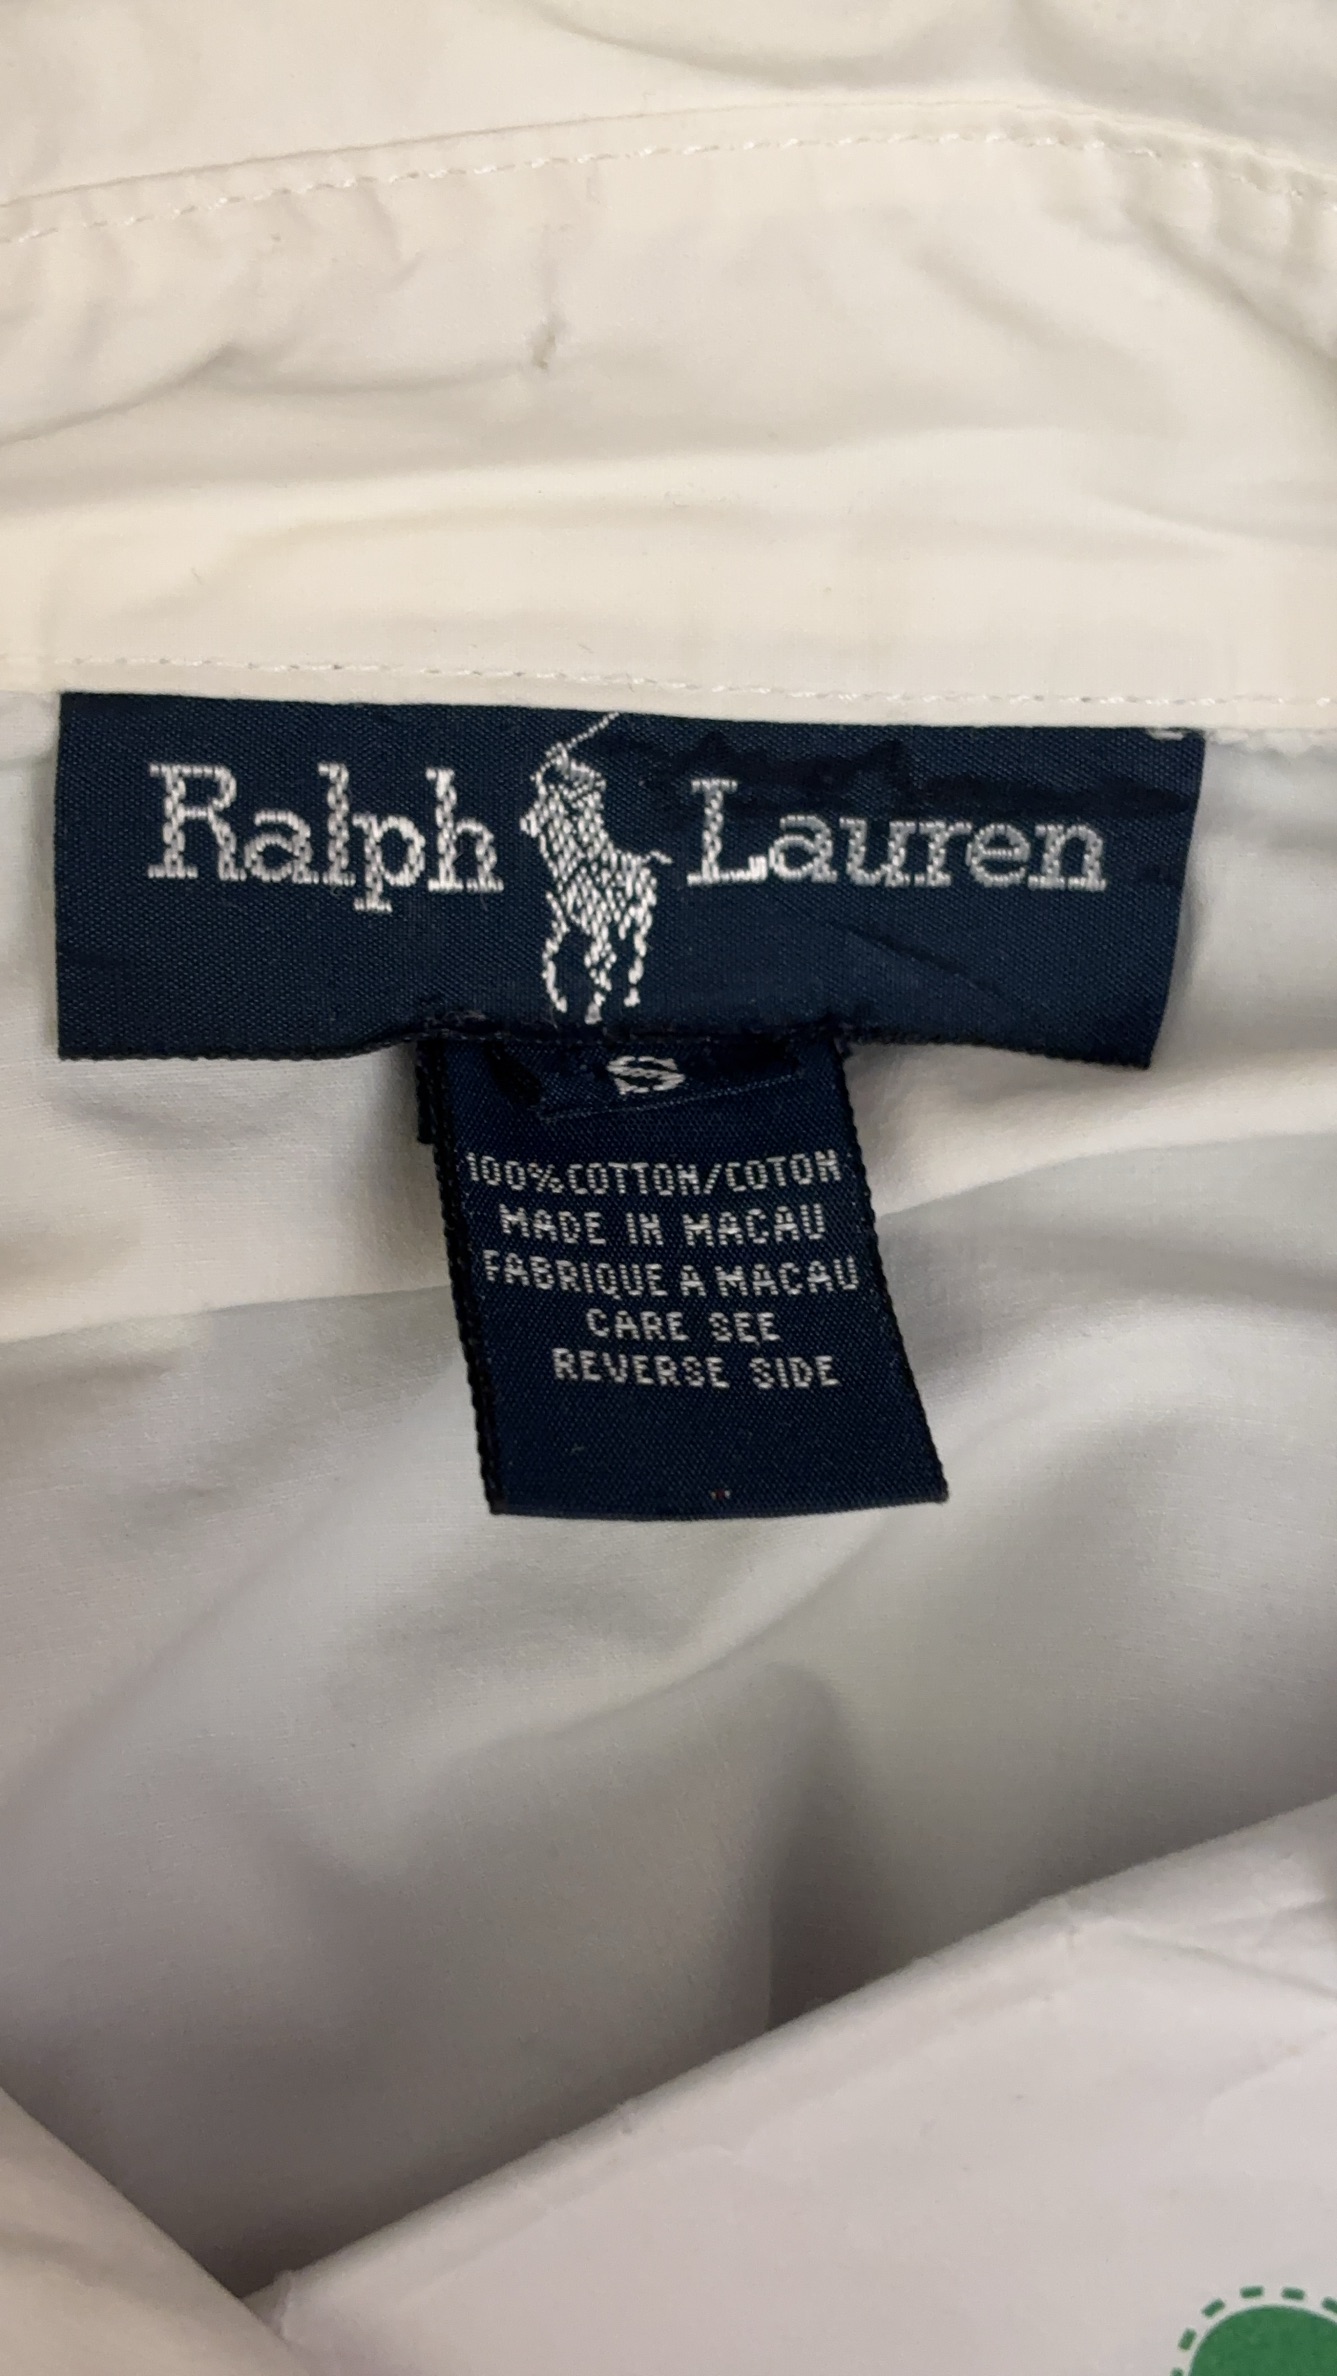 Ralph Lauren
S
100%COTTON/COTON
MADE IN MACAU
FABRIQUE A MACAU
CARE SEE
REVERSE SIDE